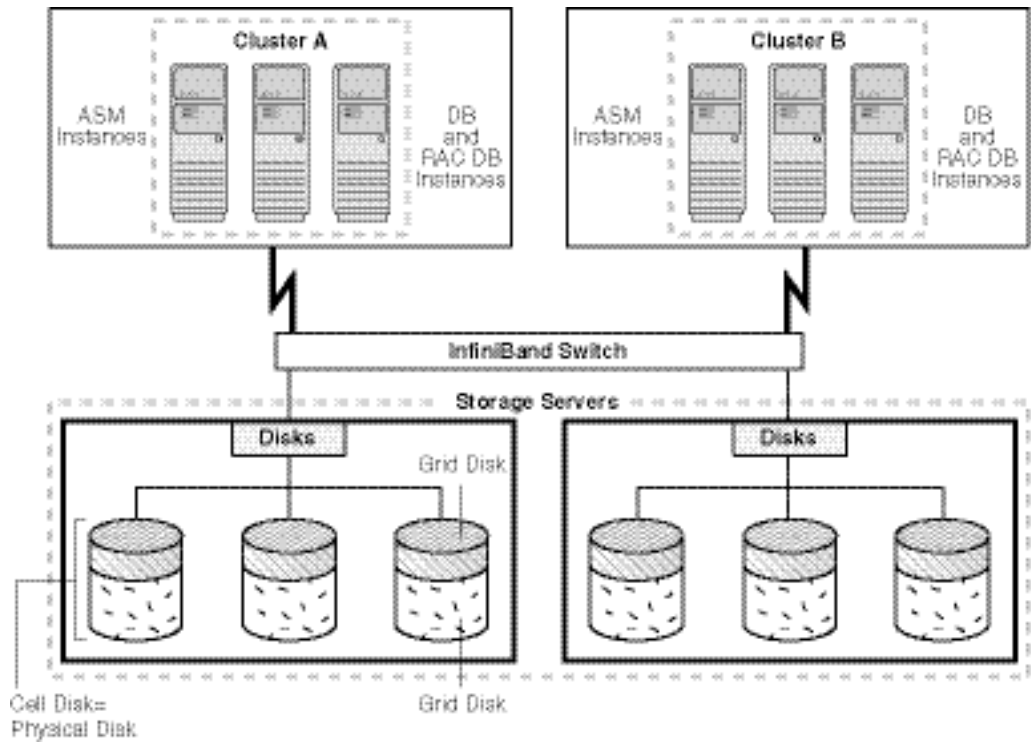 Cluster A
ASM
Instances
DB
and
RAC DB
Instances
Cluster B
ASM
Instances
DB
and
RAC DB
Instances
InfiniBand Switch
Storage Servers
Disks
Grid Disk
Disks
Cell Disk=
Physical Disk
Grid Disk